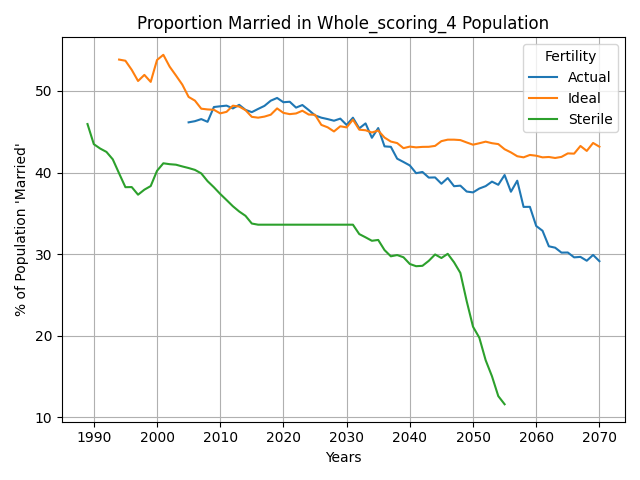 Proportion Married in Whole_scoring_4 Population
% of Population 'Married'
50
40
30
20
10
Fertility
Actual
Ideal
Sterile
1990 2000 2010 2020 2030 2040 2050 2060 2070
Years